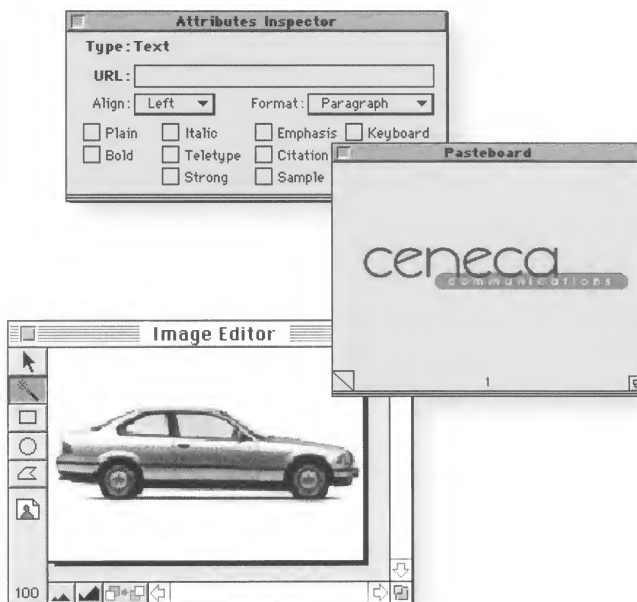 Attributes Inspector
Type: Text
URL:
Align: Left Format: Paragraph
Plain Italic Emphasis Keyboard
Bold Teletype Citation
Strong Sample
Pasteboard
ceneca
communications
1
Image Editor
100